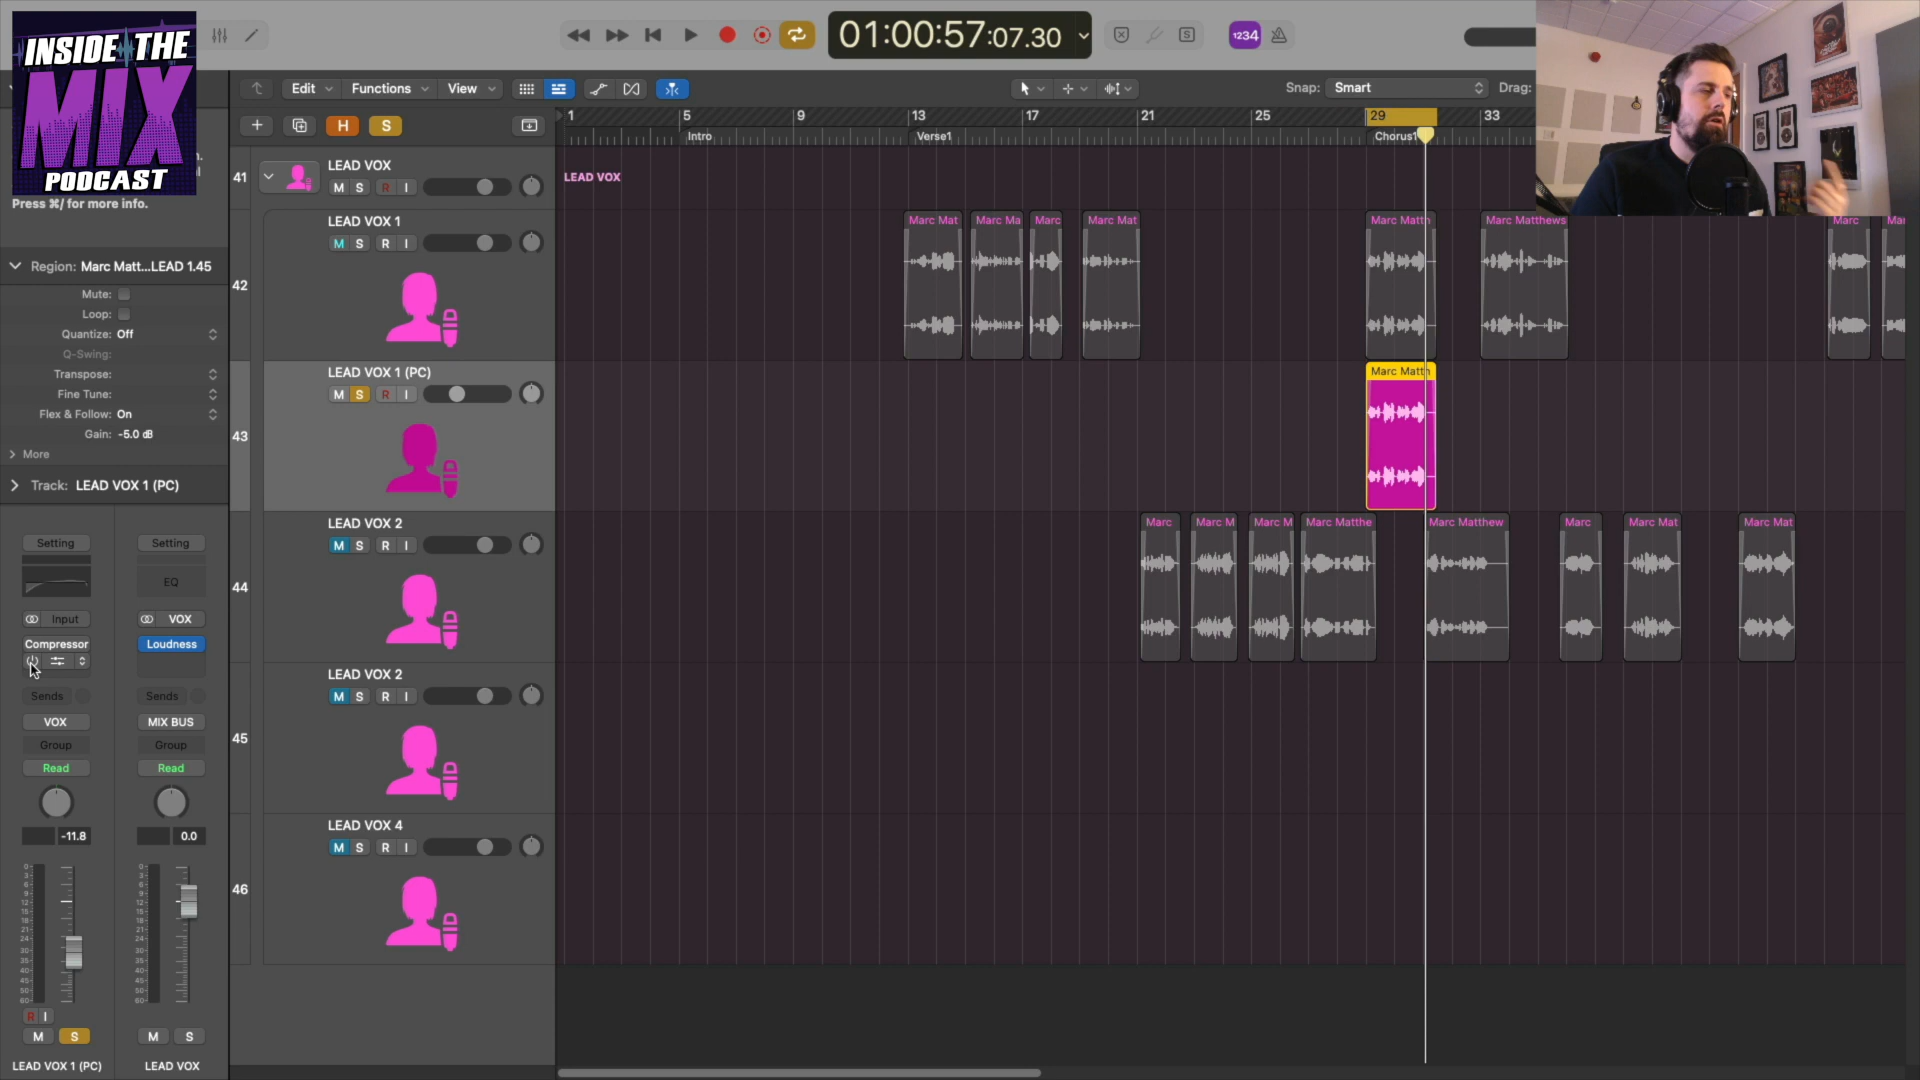 INSIDE THE
MIX
PODCAST
Press ⌘/ for more info.
01:00:57:07.30
1234
S
Edit
Functions
View
Snap: Smart
Drag:
H
S
1
5
9
13
17
21
25
29
33
Intro
Verse1
Chorus1
41
LEAD VOX
M S R I
LEAD VOX
42
LEAD VOX 1
M S R I
Marc Mat
Marc Ma
Marc
Marc Mat
Marc Matth
Marc Matthews
Marc
Mar
43
LEAD VOX 1 (PC)
M S R I
Marc Matth
44
LEAD VOX 2
M S R I
Marc
Marc M
Marc M
Marc Matthe
Marc Matthew
Marc
Marc Mat
Marc Mat
45
LEAD VOX 2
M S R I
46
LEAD VOX 4
M S R I
Region: Marc Matt...LEAD 1.45
Mute:
Loop:
Quantize: Off
Q-Swing:
Transpose:
Fine Tune:
Flex & Follow: On
Gain: -5.0 dB
More
Track: LEAD VOX 1 (PC)
Setting
Setting
EQ
Input
VOX
Compressor
Loudness
Sends
Sends
VOX
MIX BUS
Group
Group
Read
Read
-11.8
0.0
R I
M S
M S
LEAD VOX 1 (PC)
LEAD VOX